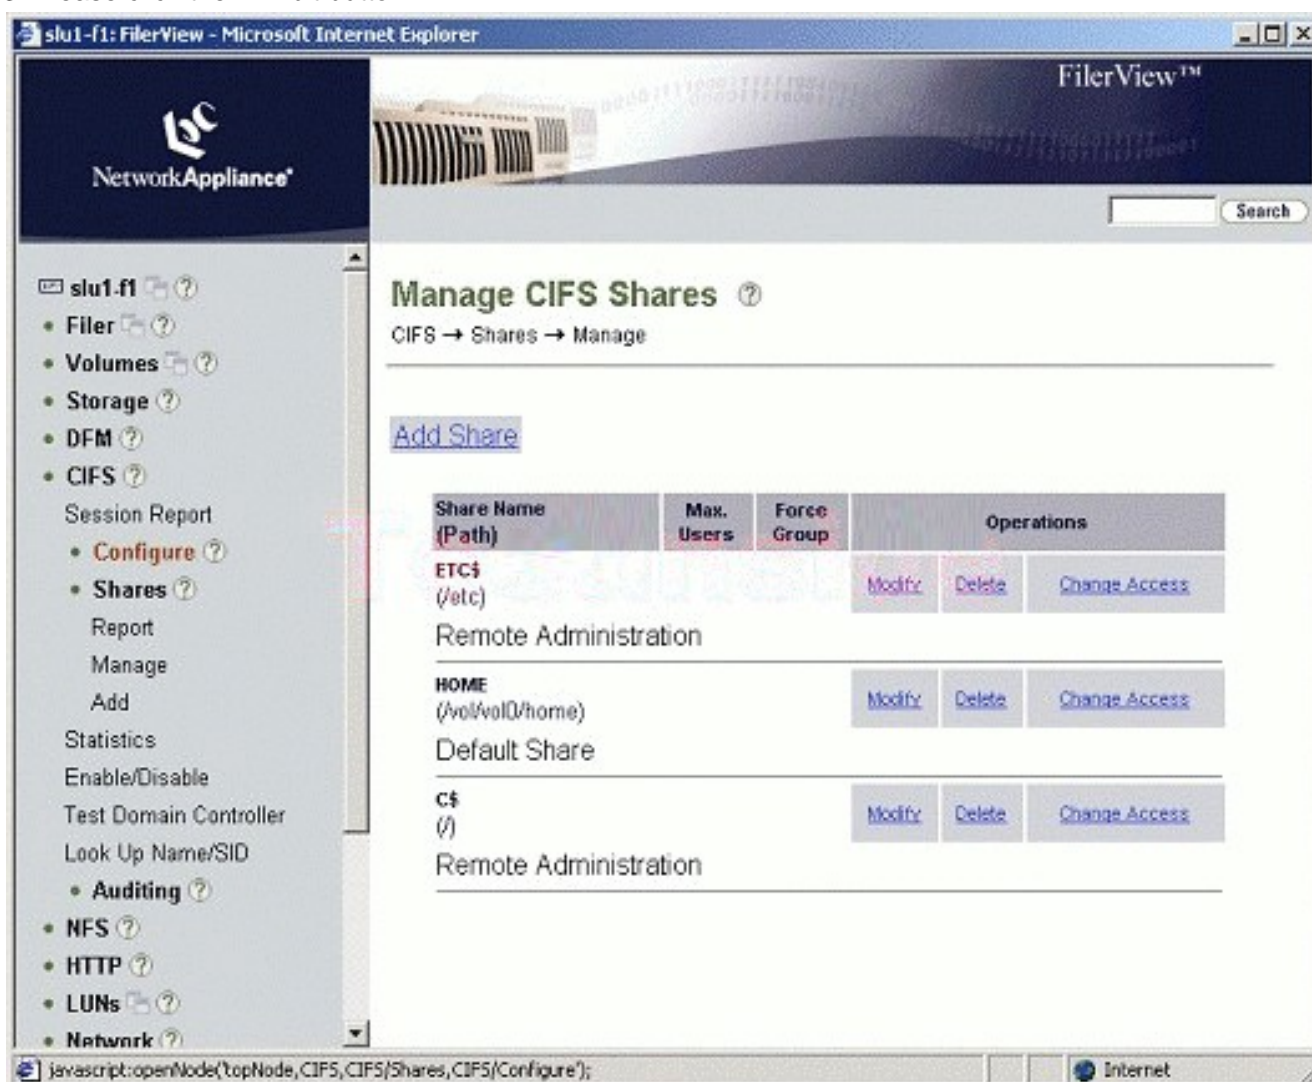 slu1-f1: FilerView - Microsoft Internet Explorer
FilerView™
NetworkAppliance®
Search
slu1-f1
Filer
Volumes
Storage
DFM
CIFS
Session Report
Configure
Shares
Report
Manage
Add
Statistics
Enable/Disable
Test Domain Controller
Look Up Name/SID
Auditing
NFS
HTTP
LUNs
Network
Manage CIFS Shares
CIFS → Shares → Manage
Add Share
Share Name (Path) Max. Users Force Group Operations
ETC$ 
(/etc) Modify Delete Change Access
Remote Administration
HOME
(/vol/vol0/home) Modify Delete Change Access
Default Share
C$
(/) Modify Delete Change Access
Remote Administration
javascript:openNode('topNode,CIFS,CIFS/Shares,CIFS/Configure');
Internet